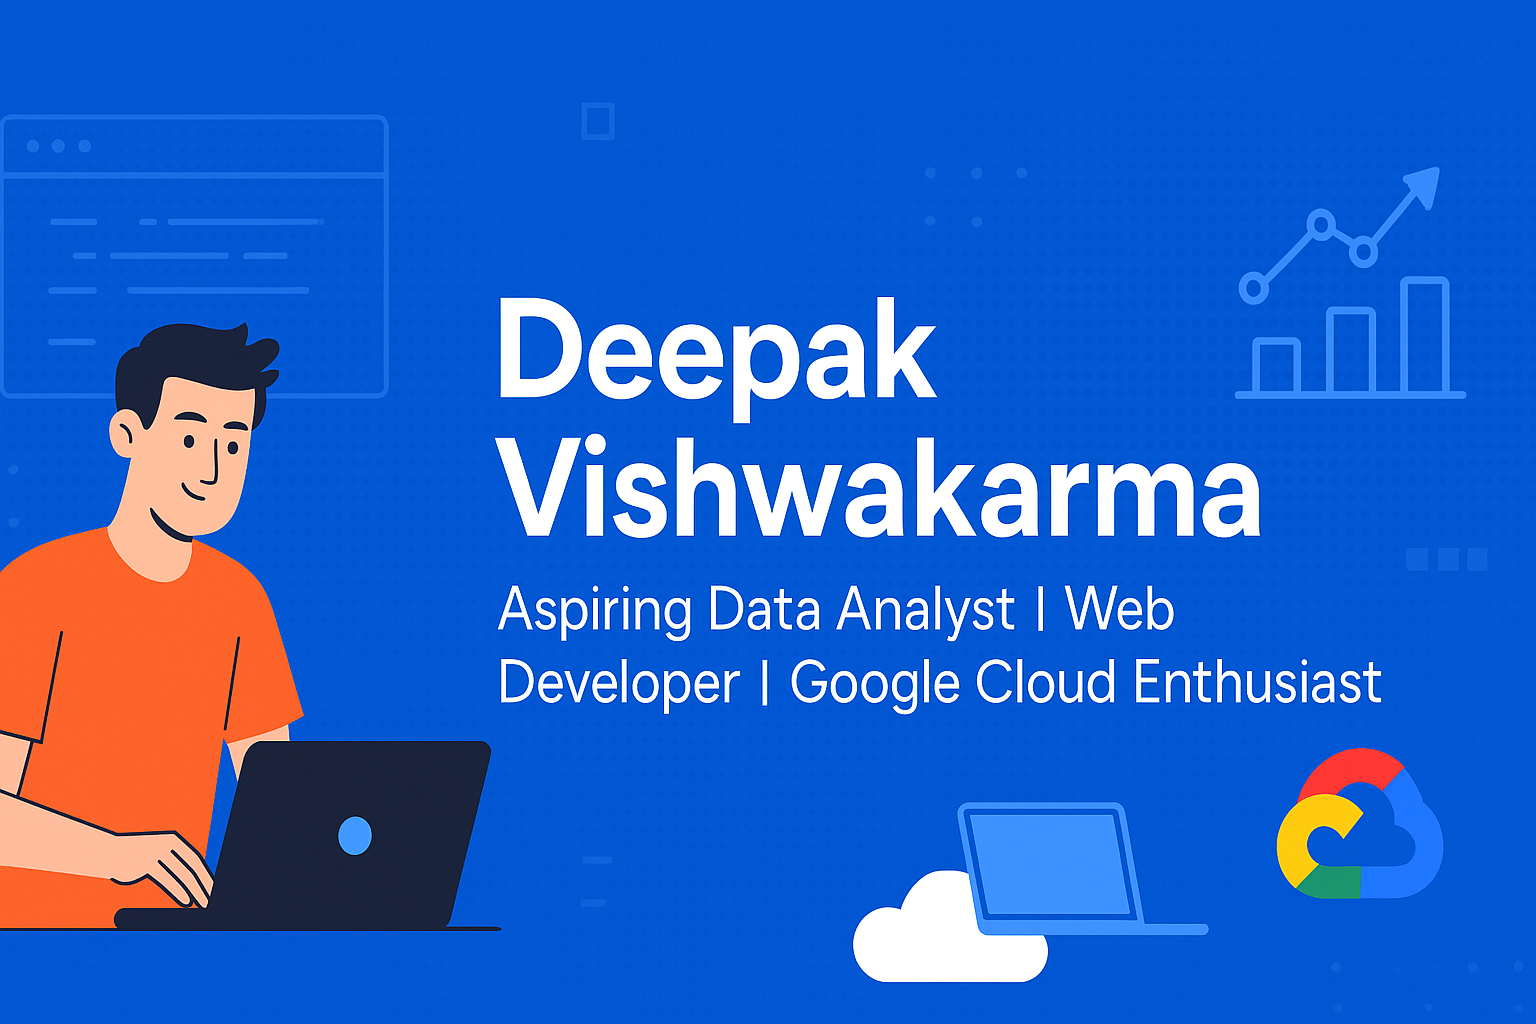 Deepak
Vishwakarma
Aspiring Data Analyst | Web
Developer | Google Cloud Enthusiast